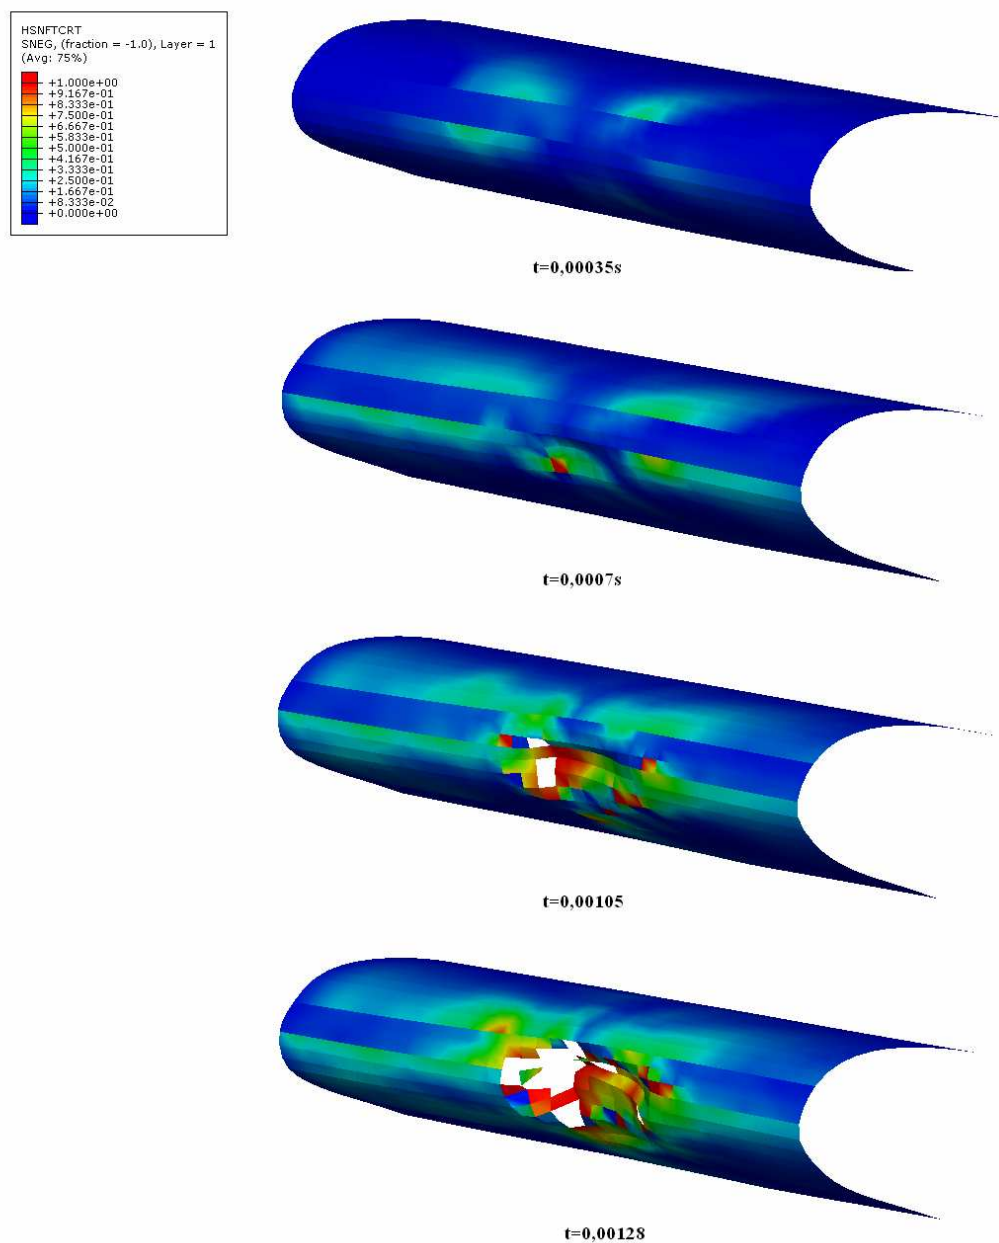 HSNFTCRT
SNEG, (fraction = -1.0), Layer = 1
(Avg: 75%)
+1.000e+00
+9.167e-01
+8.333e-01
+7.500e-01
+6.667e-01
+5.833e-01
+5.000e-01
+4.167e-01
+3.333e-01
+2.500e-01
+1.667e-01
+8.333e-02
+0.000e+00
t=0,00035s
t=0,0007s
t=0,00105
t=0,00128